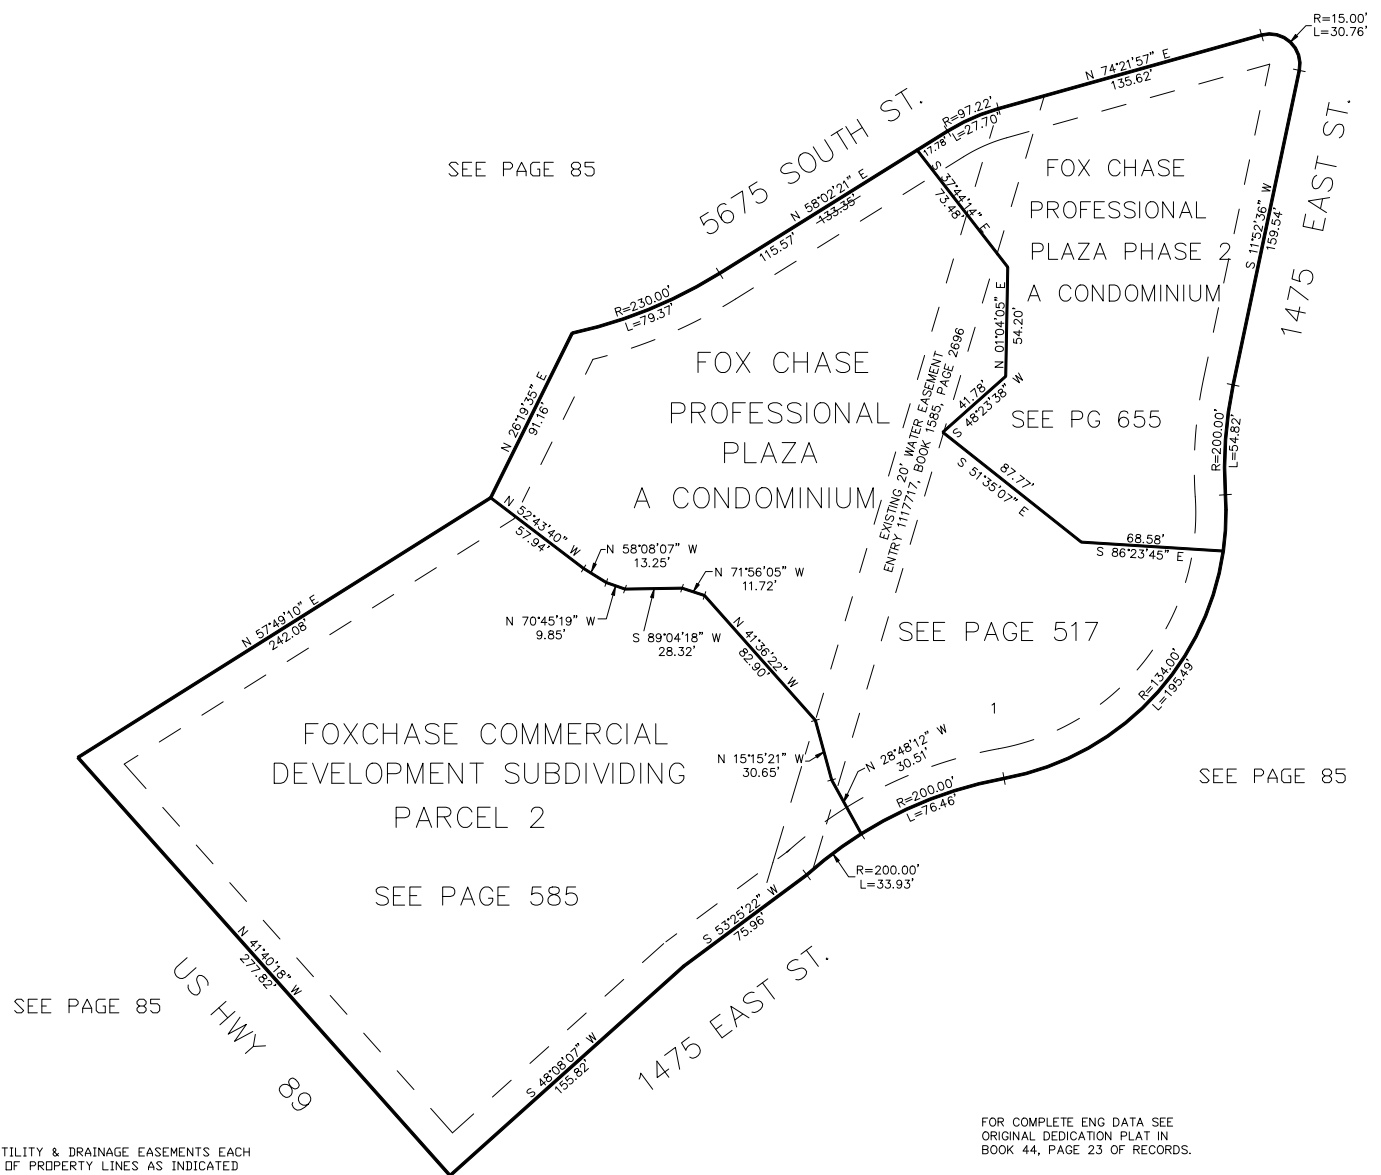 R=15.00'
L=30.76'
N 74°21'57" E
135.62'
R=97.22'
L=27.70"
17.78'
5675 SOUTH ST.
1475 EAST ST.
SEE PAGE 85
N 58°02'21" E
133.35'
115.57'
S 37°44'14" E
73.48'
FOX CHASE
PROFESSIONAL
PLAZA PHASE 2
A CONDOMINIUM
S 11°52'36" W
159.54'
R=230.00'
L=79.37'
N 01°04'05" E
54.20'
FOX CHASE
PROFESSIONAL
PLAZA
A CONDOMINIUM
EXISTING 20' WATER EASEMENT
ENTRY 1117717, BOOK 1585, PAGE 2696
41.78'
S 48°23'38" W
SEE PG 655
R=200.00'
L=54.82'
N 26°19'35" E
91.16'
87.77'
S 51°35'07" E
68.58'
S 86°23'45" E
N 52°43'40" W
57.94'
N 58°08'07" W
13.25'
N 71°56'05" W
11.72'
N 70°45'19" W
9.85'
S 89°04'18" W
28.32'
N 41°36'22" W
82.90'
SEE PAGE 517
N 57°49'10" E
242.08'
R=134.00'
L=195.49'
1
FOXCHASE COMMERCIAL
DEVELOPMENT SUBDIVIDING
PARCEL 2
SEE PAGE 585
N 15°15'21" W
30.65'
N 28°48'12" W
30.51'
SEE PAGE 85
R=200.00'
L=76.46'
R=200.00'
L=33.93'
S 53°25'22" W
75.96'
N 41°40'18" W
277.82'
SEE PAGE 85
US HWY 89
1475 EAST ST.
S 48°08'07" W
155.82'
TILITY & DRAINAGE EASEMENTS EACH
OF PROPERTY LINES AS INDICATED
FOR COMPLETE ENG DATA SEE
ORIGINAL DEDICATION PLAT IN
BOOK 44, PAGE 23 OF RECORDS.